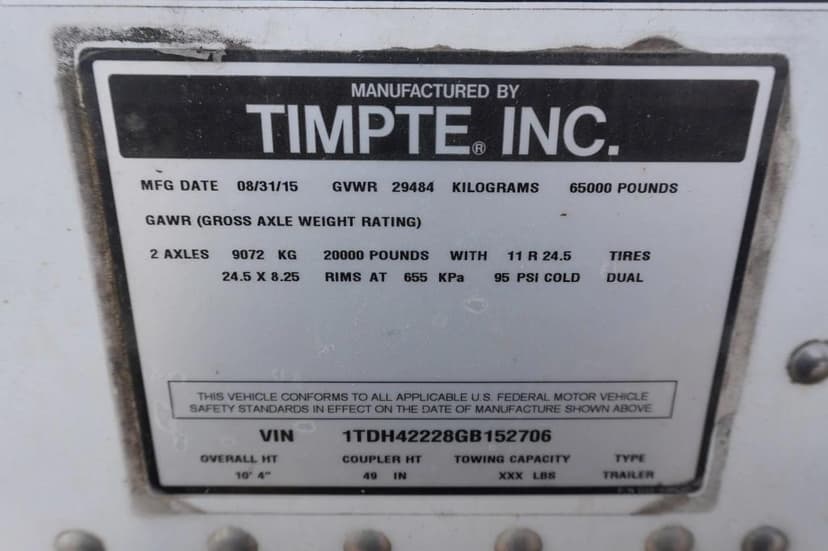 MANUFACTURED BY
TIMPTE® INC.
MFG DATE 08/31/15 GVWR 29484 KILOGRAMS 65000 POUNDS
GAWR (GROSS AXLE WEIGHT RATING)
2 AXLES 9072 KG 20000 POUNDS WITH 11 R 24.5 TIRES
24.5 X 8.25 RIMS AT 655 KPa 95 PSI COLD DUAL
THIS VEHICLE CONFORMS TO ALL APPLICABLE U.S. FEDERAL MOTOR VEHICLE
SAFETY STANDARDS IN EFFECT ON THE DATE OF MANUFACTURE SHOWN ABOVE
VIN 1TDH42228GB152706
OVERALL HT COUPLER HT TOWING CAPACITY TYPE
10' 4" 49 IN XXX LBS TRAILER